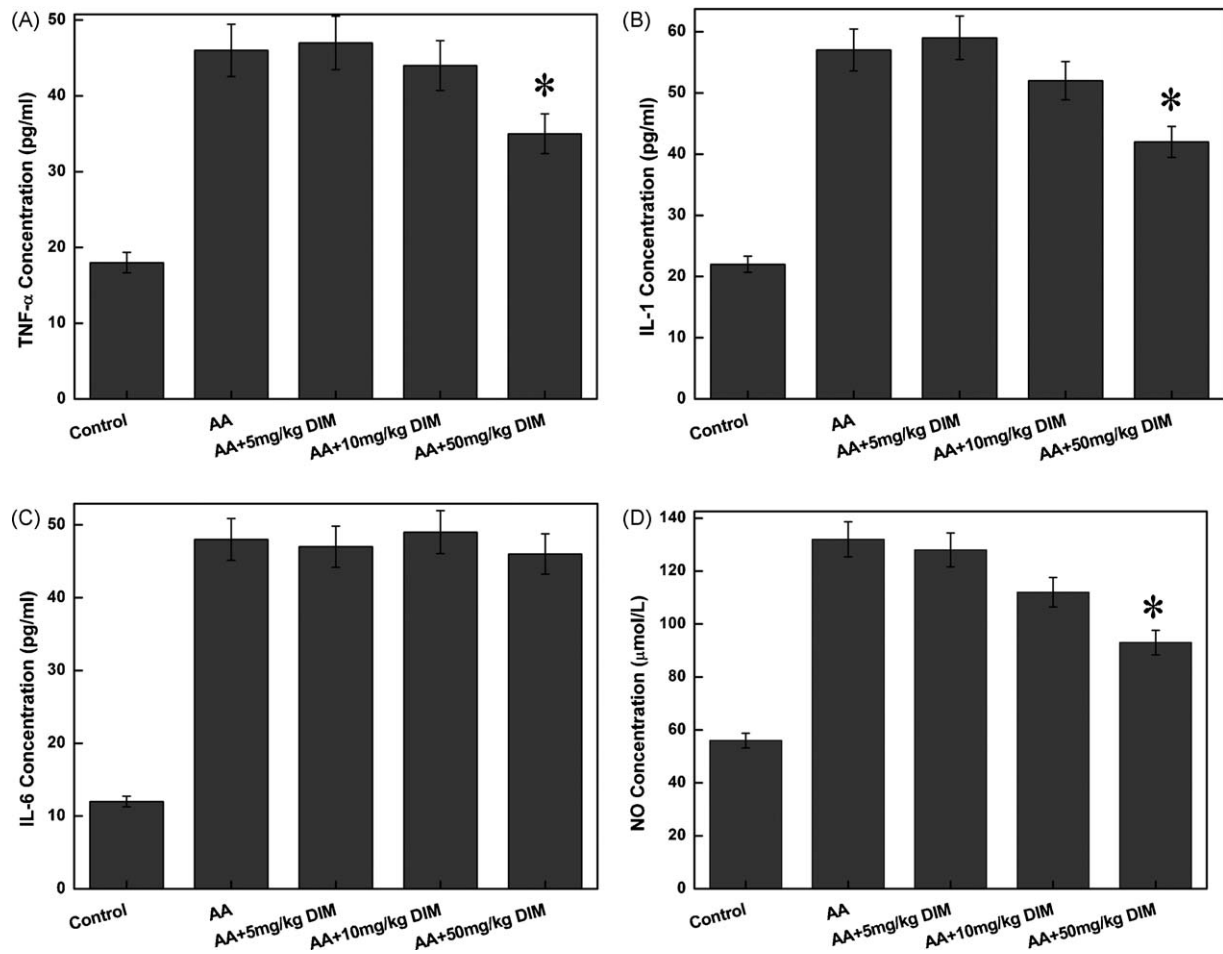 (A)
TNF-α Concentration (pg/ml)
50
40
30
20
10
0
*
Control
AA
AA+5mg/kg DIM
AA+10mg/kg DIM
AA+50mg/kg DIM
(B)
IL-1 Concentration (pg/ml)
60
50
40
30
20
10
0
*
Control
AA
AA+5mg/kg DIM
AA+10mg/kg DIM
AA+50mg/kg DIM
(C)
IL-6 Concentration (pg/ml)
50
40
30
20
10
0
Control
AA
AA+5mg/kg DIM
AA+10mg/kg DIM
AA+50mg/kg DIM
(D)
NO Concentration (μmol/L)
140
120
100
80
60
40
20
0
*
Control
AA
AA+5mg/kg DIM
AA+10mg/kg DIM
AA+50mg/kg DIM